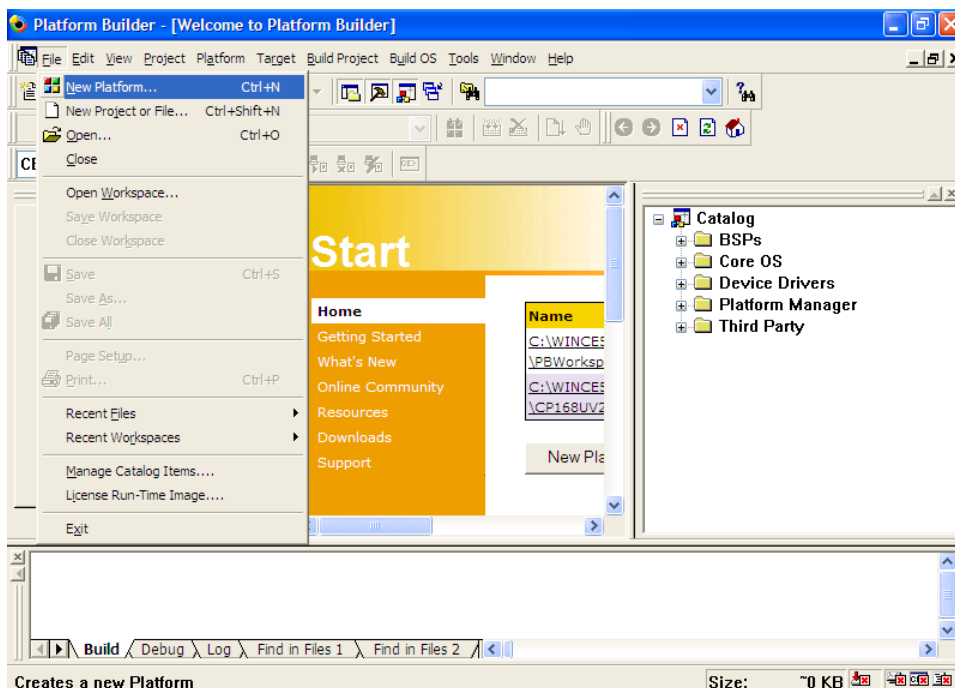 Platform Builder - [Welcome to Platform Builder]
File Edit View Project Platform Target Build Project Build OS Tools Window Help
New Platform... Ctrl+N
New Project or File... Ctrl+Shift+N
Open... Ctrl+O
Close
Open Workspace...
Save Workspace
Close Workspace
Save Ctrl+S
Save As...
Save All
Page Setup...
Print... Ctrl+P
Recent Files
Recent Workspaces
Manage Catalog Items....
License Run-Time Image....
Exit
Start
Home
Getting Started
What's New
Online Community
Resources
Downloads
Support
Name
C:\WINCE5
\PBWorksp
C:\WINCE5
\CP168UV2
New Pla
Catalog
BSPs
Core OS
Device Drivers
Platform Manager
Third Party
Build Debug Log Find in Files 1 Find in Files 2
Creates a new Platform
Size: ~0 KB